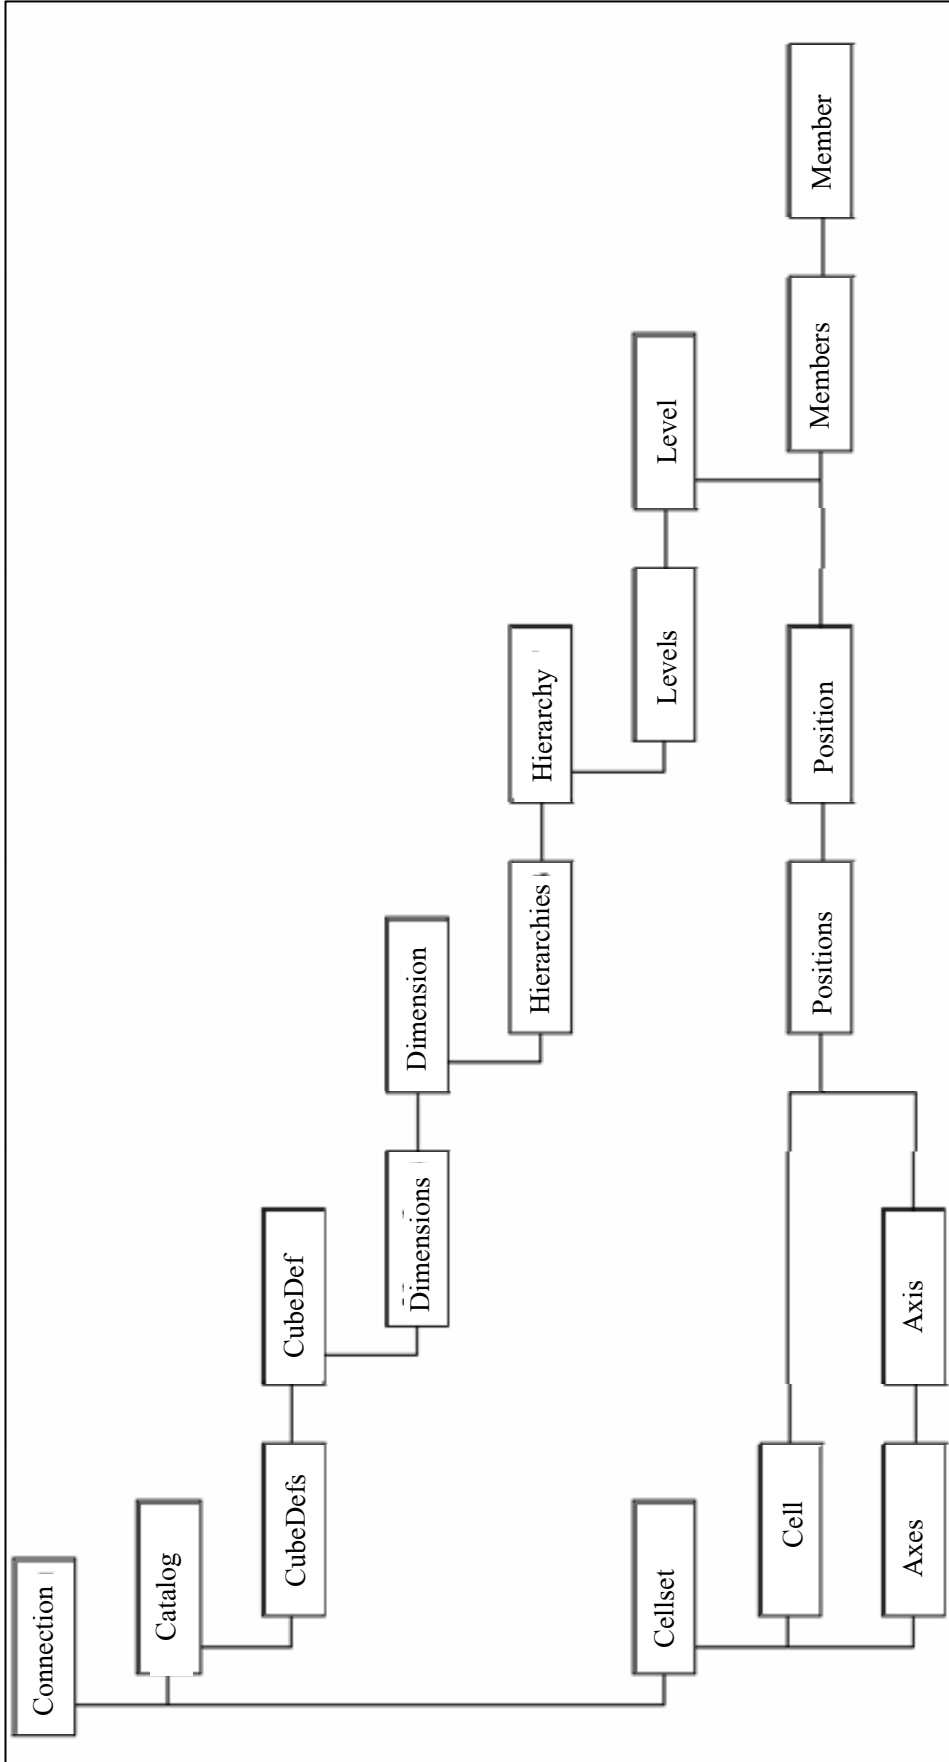 Connection
Catalog
CubeDefs
CubeDef
Dimensions
Dimension
Hierarchies
Hierarchy
Levels
Level
Cellset
Cell
Positions
Position
Members
Member
Axes
Axis